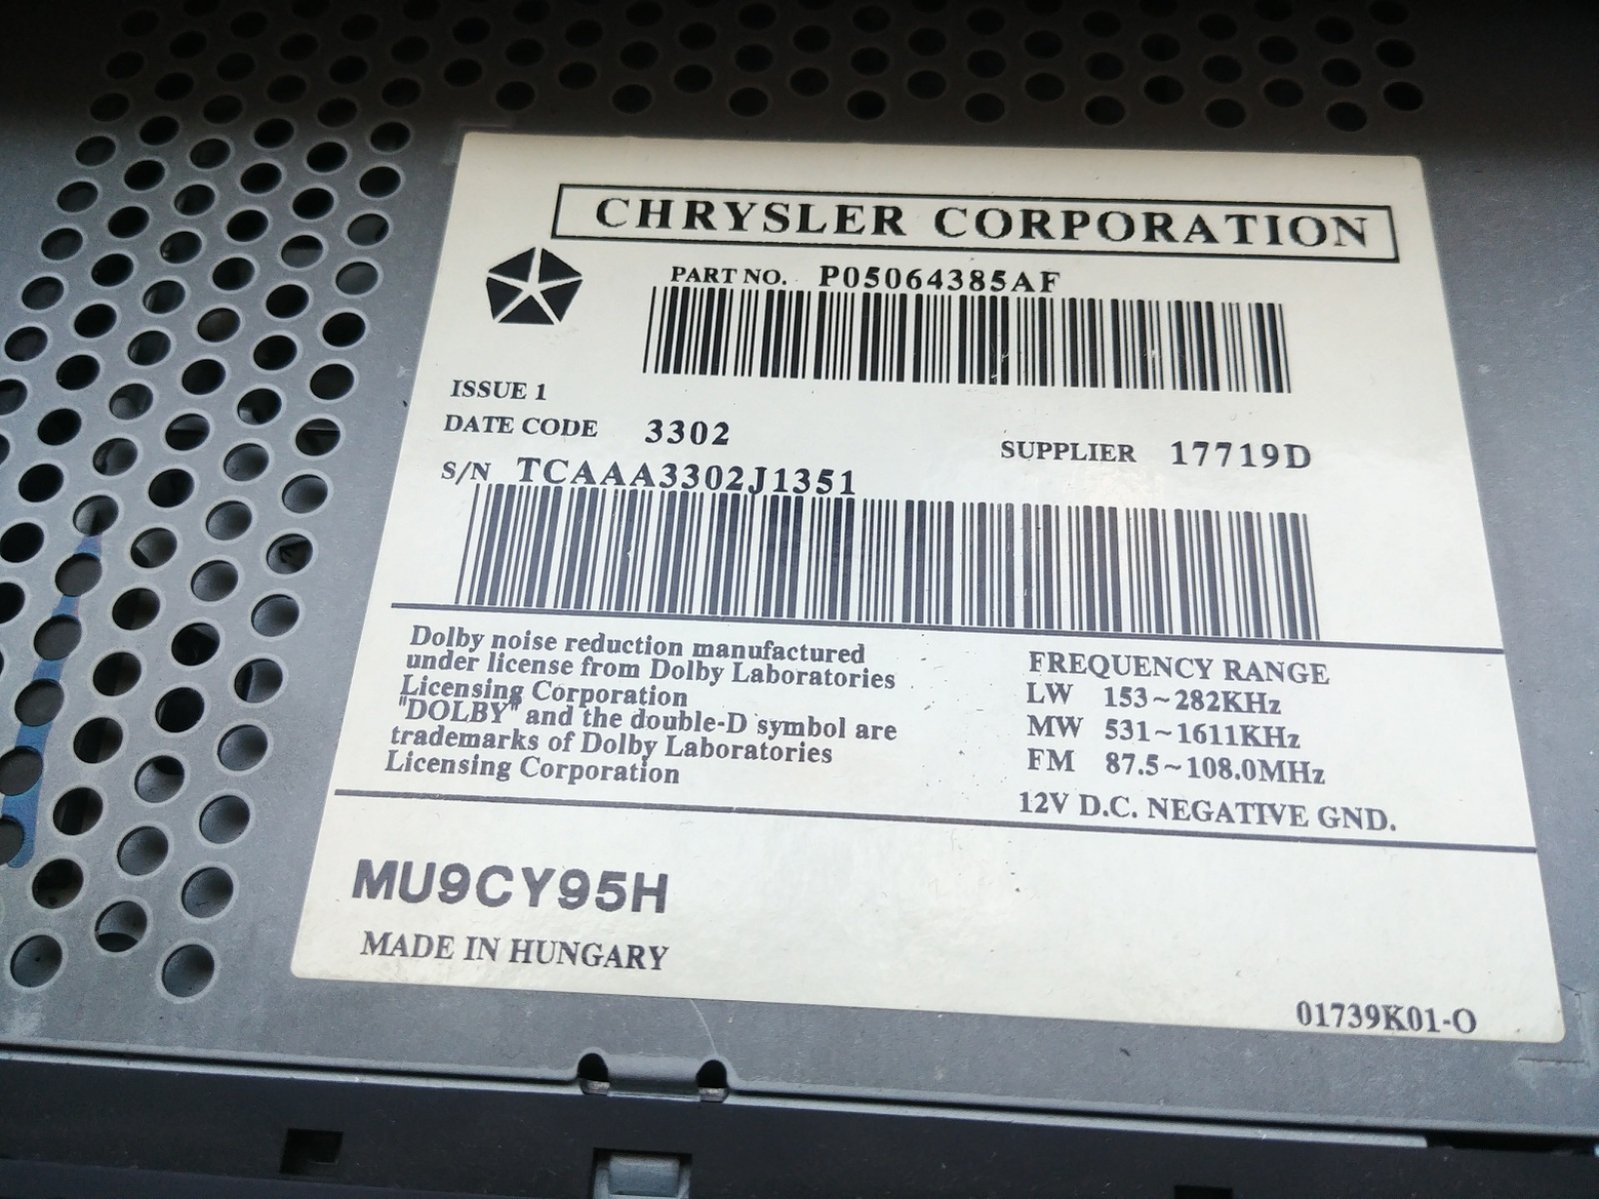 CHRYSLER CORPORATION
PART NO. P05064385AF
ISSUE 1
DATE CODE 3302
SUPPLIER 17719D
S/N TCAAA3302J1351
Dolby noise reduction manufactured
under license from Dolby Laboratories
Licensing Corporation
"DOLBY" and the double-D symbol are
trademarks of Dolby Laboratories
Licensing Corporation
FREQUENCY RANGE
LW 153~282KHz
MW 531~1611KHz
FM 87.5~108.0MHz
12V D.C. NEGATIVE GND.
MU9CY95H
MADE IN HUNGARY
01739K01-O